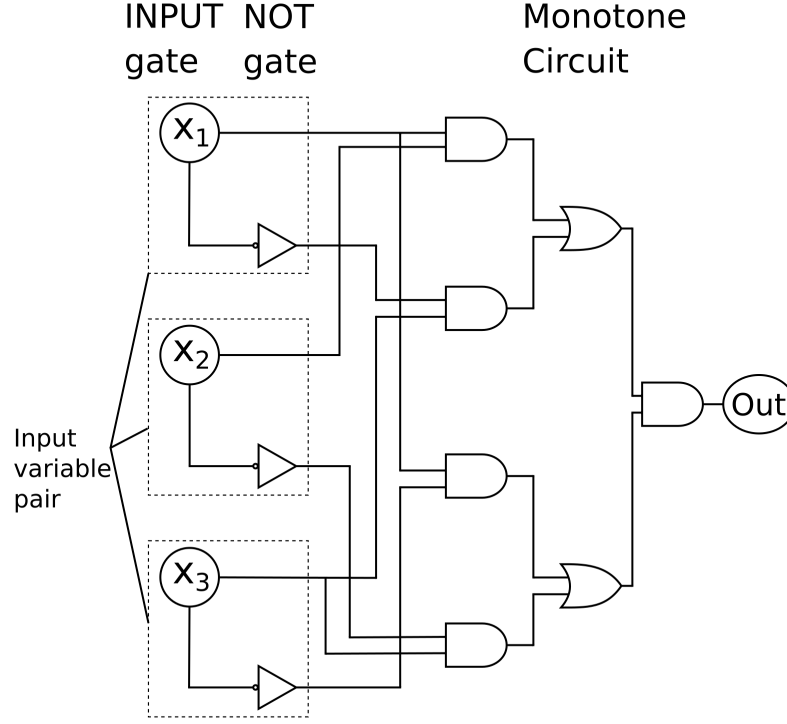 INPUT NOT
gate gate
Monotone
Circuit
x1
x2
Input
variable
pair
x3
Out